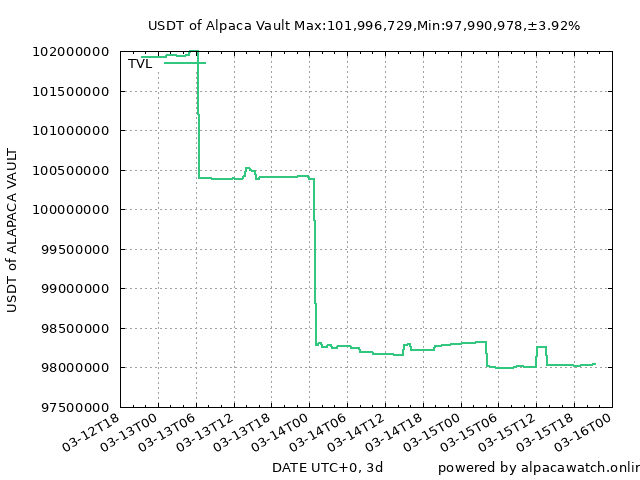 USDT of Alpaca Vault Max:101,996,729,Min:97,990,978,±3.92%
TVL
102000000
101500000
101000000
100500000
100000000
99500000
99000000
98500000
98000000
97500000
USDT of ALAPACA VAULT
03-12T18
03-13T00
03-13T06
03-13T12
03-13T18
03-14T00
03-14T06
03-14T12
03-14T18
03-15T00
03-15T06
03-15T12
03-15T18
03-16T00
DATE UTC+0, 3d
powered by alpacawatch.onlin